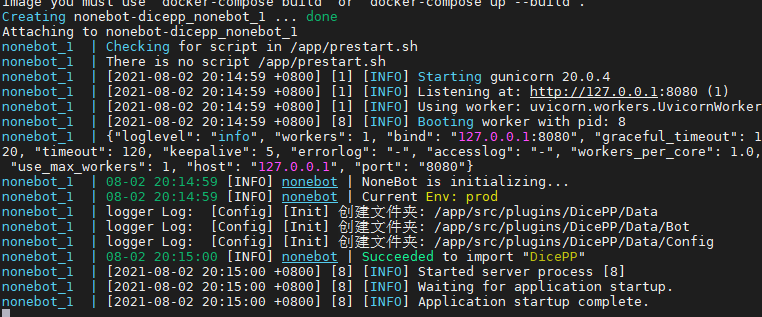 image you must use `docker-compose build` or `docker-compose up --build`.
Creating nonebot-dicepp_nonebot_1 ... done
Attaching to nonebot-dicepp_nonebot_1
nonebot_1 | Checking for script in /app/prestart.sh
nonebot_1 | There is no script /app/prestart.sh
nonebot_1 | [2021-08-02 20:14:59 +0800] [1] [INFO] Starting gunicorn 20.0.4
nonebot_1 | [2021-08-02 20:14:59 +0800] [1] [INFO] Listening at: http://127.0.0.1:8080 (1)
nonebot_1 | [2021-08-02 20:14:59 +0800] [1] [INFO] Using worker: uvicorn.workers.UvicornWorker
nonebot_1 | [2021-08-02 20:14:59 +0800] [8] [INFO] Booting worker with pid: 8
nonebot_1 | {"loglevel": "info", "workers": 1, "bind": "127.0.0.1:8080", "graceful_timeout": 1
20, "timeout": 120, "keepalive": 5, "errorlog": "-", "accesslog": "-", "workers_per_core": 1.0,
"use_max_workers": 1, "host": "127.0.0.1", "port": "8080"}
nonebot_1 | 08-02 20:14:59 [INFO] nonebot | NoneBot is initializing...
nonebot_1 | 08-02 20:14:59 [INFO] nonebot | Current Env: prod
nonebot_1 | logger Log: [Config] [Init] 创建文件夹: /app/src/plugins/DicePP/Data
nonebot_1 | logger Log: [Config] [Init] 创建文件夹: /app/src/plugins/DicePP/Data/Bot
nonebot_1 | logger Log: [Config] [Init] 创建文件夹: /app/src/plugins/DicePP/Data/Config
nonebot_1 | 08-02 20:15:00 [INFO] nonebot | Succeeded to import "DicePP"
nonebot_1 | [2021-08-02 20:15:00 +0800] [8] [INFO] Started server process [8]
nonebot_1 | [2021-08-02 20:15:00 +0800] [8] [INFO] Waiting for application startup.
nonebot_1 | [2021-08-02 20:15:00 +0800] [8] [INFO] Application startup complete.